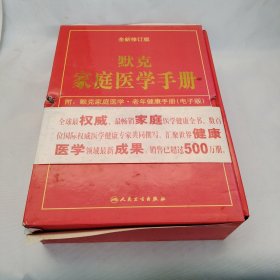 全新修订版
默克
家庭医学手册
附:默克家庭医学·老年健康手册(电子版)
全球最权威、最畅销家庭医学健康全书,数百
位国际权威医学健康专家共同撰写,汇聚世界健康
医学领域最新成果,销售已超过500万册。
人民卫生出版社